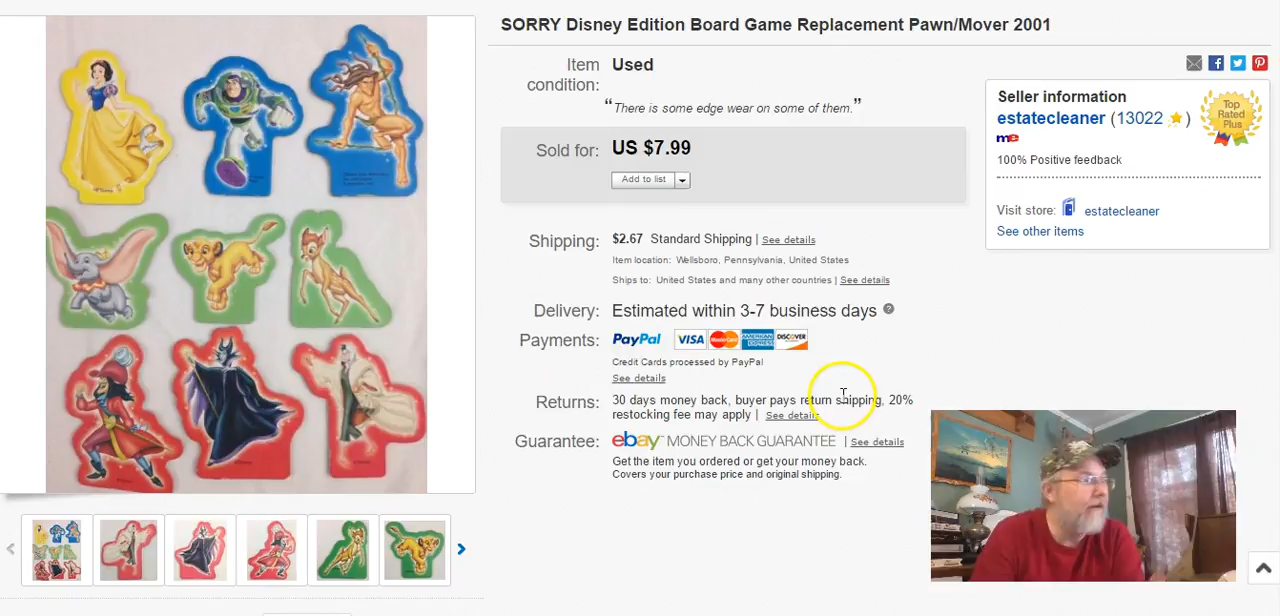 SORRY Disney Edition Board Game Replacement Pawn/Mover 2001
Item condition:
Used
“There is some edge wear on some of them.”
Sold for:
US $7.99
Add to list
Shipping:
$2.67 Standard Shipping | See details
Item location: Wellsboro, Pennsylvania, United States
Ships to: United States and many other countries | See details
Delivery:
Estimated within 3-7 business days
Payments:
PayPal VISA MasterCard AMERICAN EXPRESS DISCOVER
Credit Cards processed by PayPal
See details
Returns:
30 days money back, buyer pays return shipping, 20%
restocking fee may apply | See details
Guarantee:
ebay MONEY BACK GUARANTEE | See details
Get the item you ordered or get your money back.
Covers your purchase price and original shipping.
Seller information
estatecleaner (13022)
me
100% Positive feedback
Top
Rated
Plus
Visit store: estatecleaner
See other items